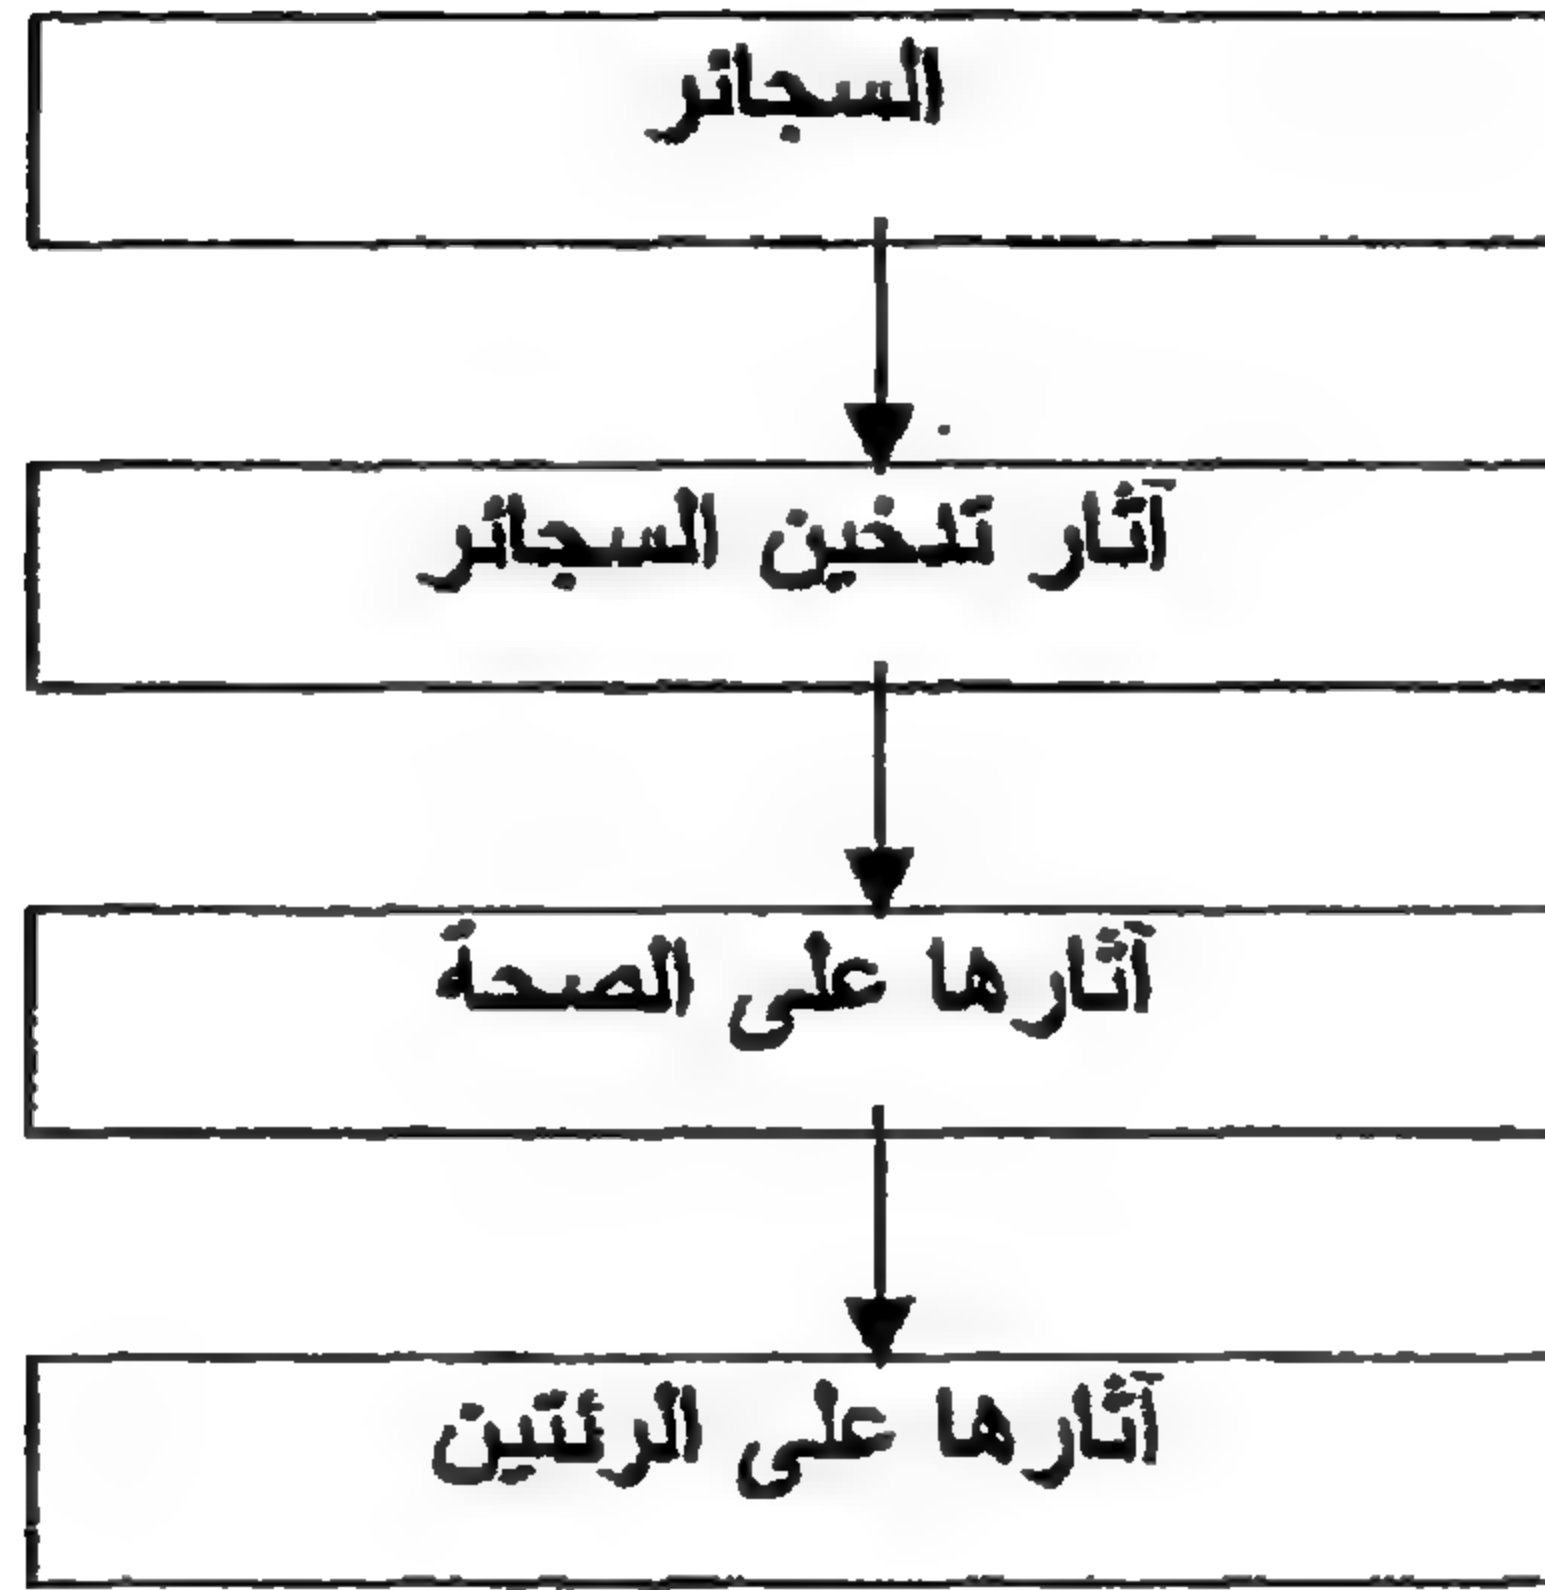 السجائر
آثار تدخين السجائر
آثارها على الصحة
آثارها على الرئتين